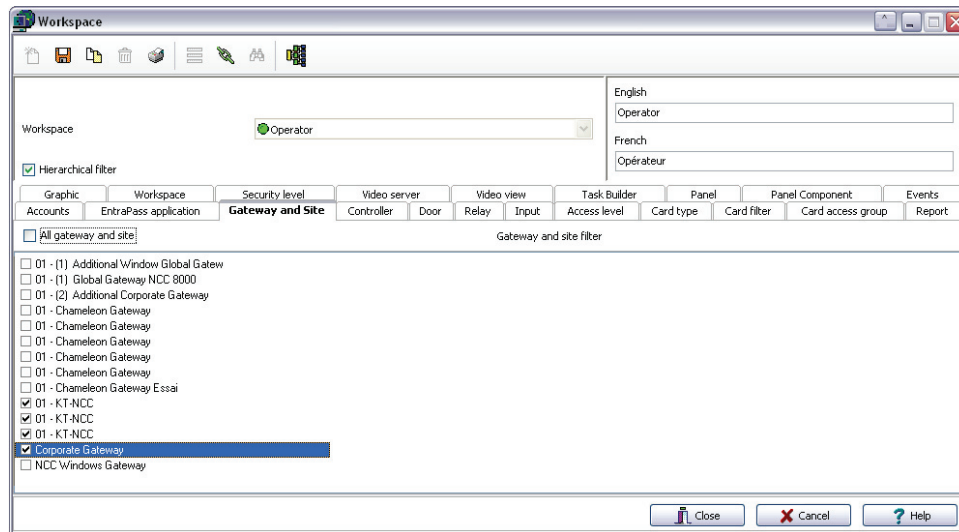 Workspace
English
Operator
Workspace
Operator
French
Opérateur
Hierarchical filter
Graphic Workspace Security level Video server Video view Task Builder Panel Panel Component Events
Accounts EntraPass application Gateway and Site Controller Door Relay Input Access level Card type Card filter Card access group Report
All gateway and site
Gateway and site filter
01 - (1) Additional Window Global Gatew
01 - (1) Global Gateway NCC 8000
01 - (2) Additional Corporate Gateway
01 - Chameleon Gateway
01 - Chameleon Gateway
01 - Chameleon Gateway
01 - Chameleon Gateway
01 - Chameleon Gateway
01 - Chameleon Gateway Essai
01 - KT-NCC
01 - KT-NCC
01 - KT-NCC
Corporate Gateway
NCC Windows Gateway
Close Cancel Help